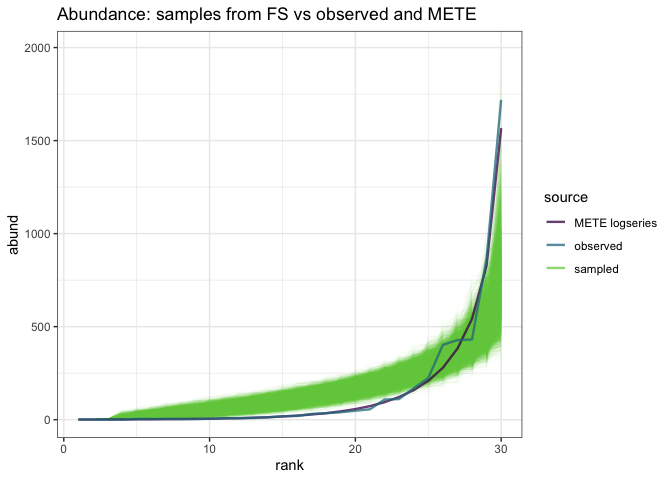 Abundance: samples from FS vs observed and METE
2000
1500
1000
500
0
abund
0
10
20
30
rank
source
METE logseries
observed
sampled